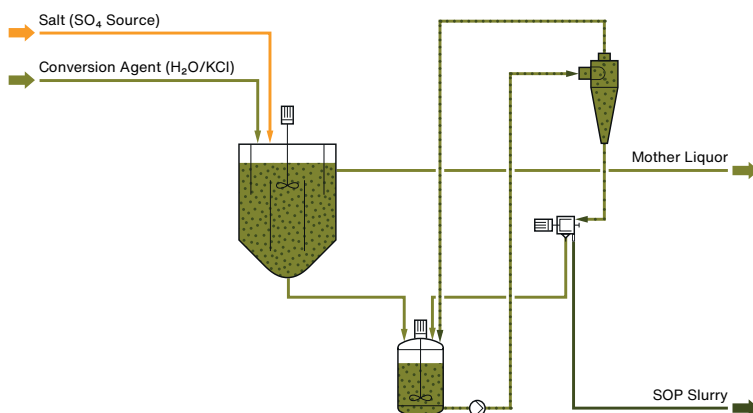 Salt (SO₄ Source)
Conversion Agent (H₂O/KCl)
Mother Liquor
SOP Slurry